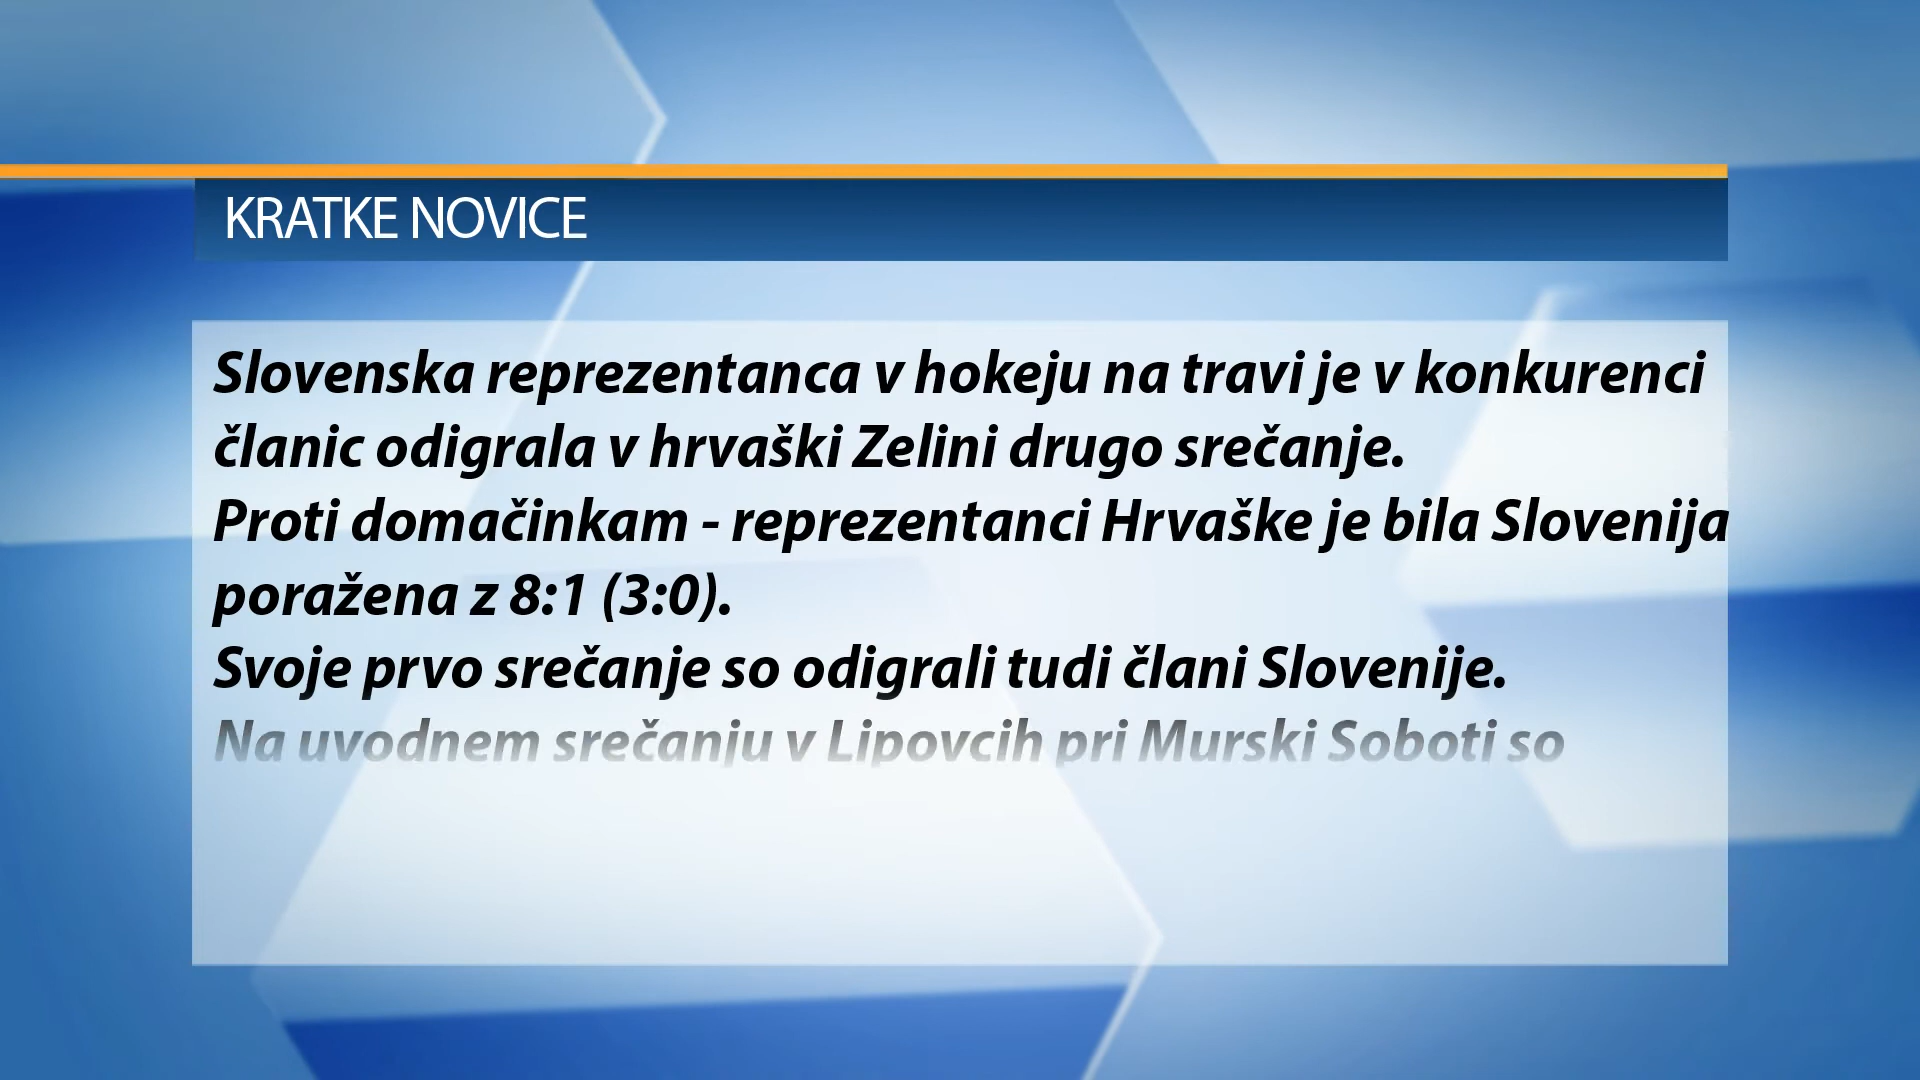 KRATKE NOVICE
Slovenska reprezentanca v hokeju na travi je v konkurenci
članic odigrala v hrvaški Zelini drugo srečanje.
Proti domačinkam - reprezentanci Hrvaške je bila Slovenija
poražena z 8:1 (3:0).
Svoje prvo srečanje so odigrali tudi člani Slovenije.
Na uvodnem srečanju v Lipovcih pri Murski Soboti so